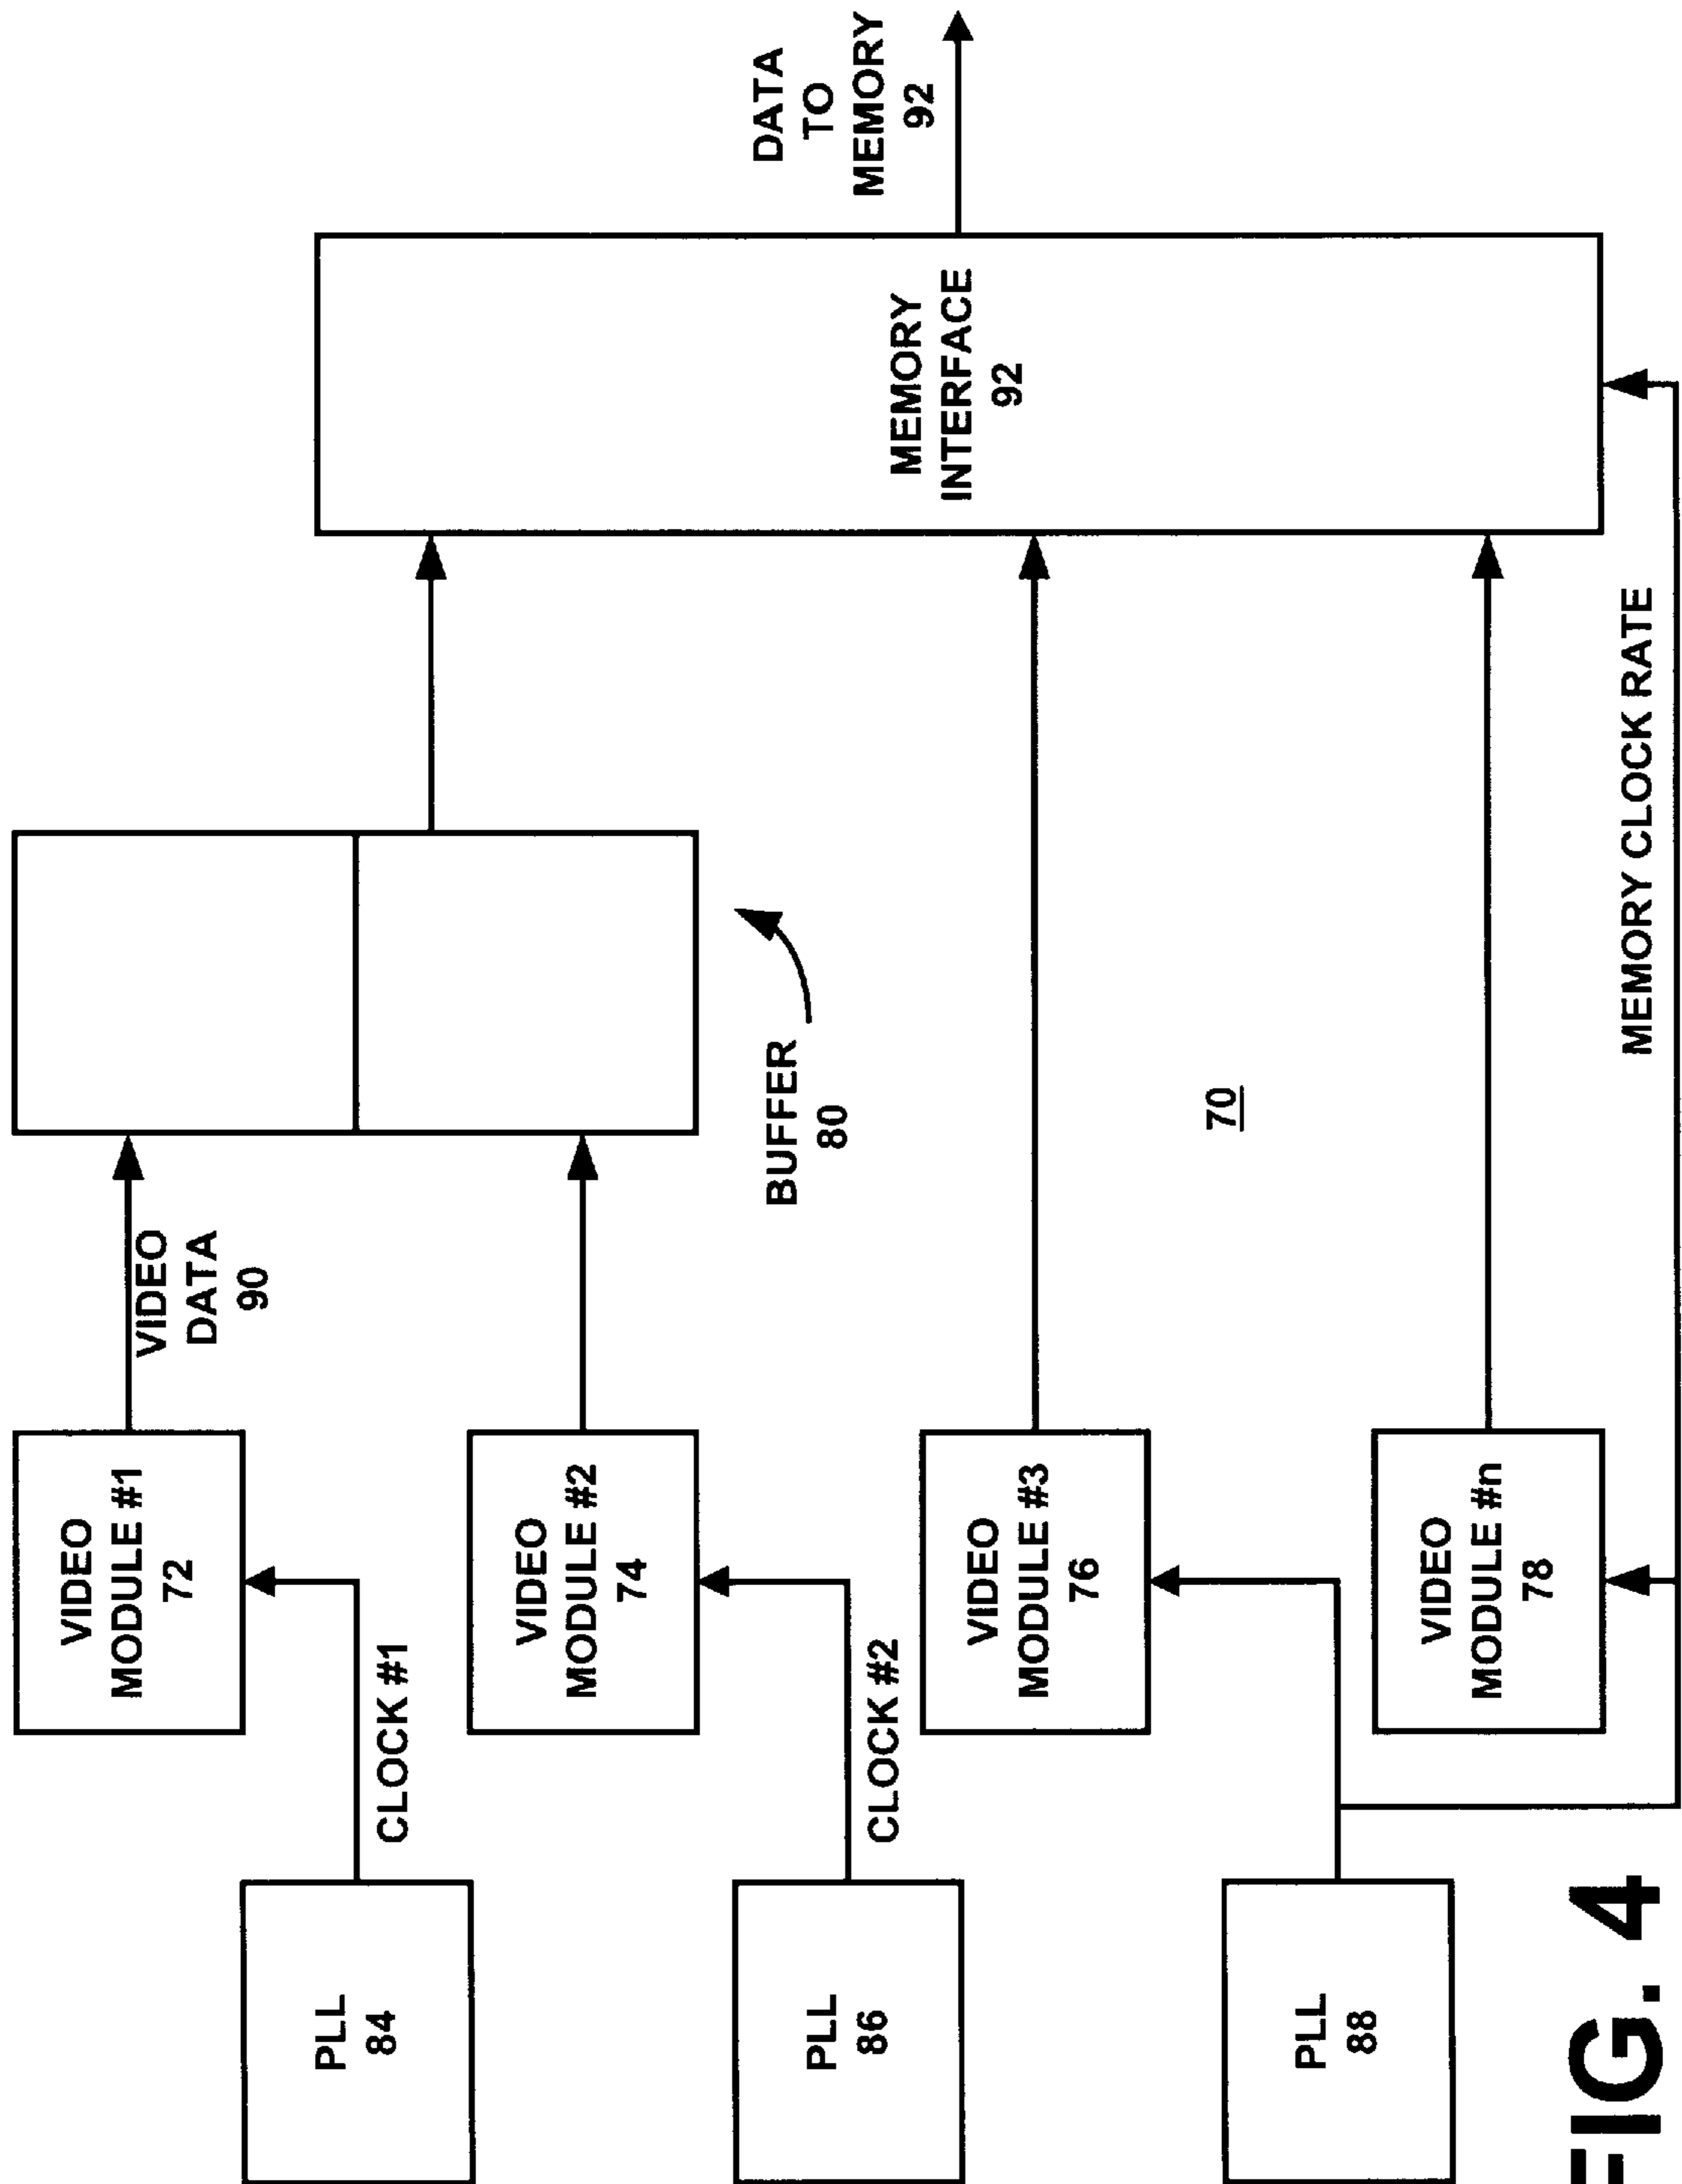 PLL
84
CLOCK #1
VIDEO
MODULE #1
72
VIDEO
DATA
90
PLL
86
CLOCK #2
VIDEO
MODULE #2
74
BUFFER
80
DATA
TO
MEMORY
92
MEMORY
INTERFACE
92
PLL
88
VIDEO
MODULE #3
76
70
VIDEO
MODULE #n
78
MEMORY CLOCK RATE
FIG. 4